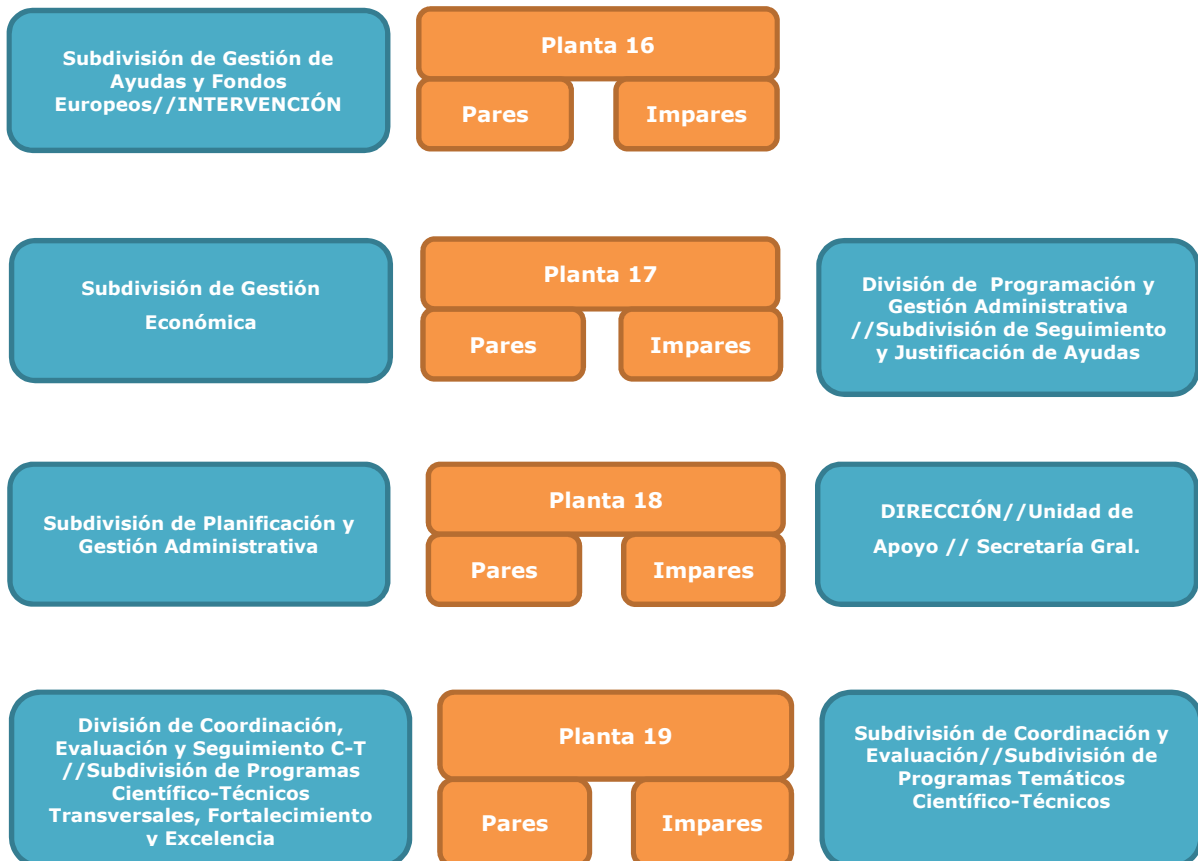 Subdivisión de Gestión de
Ayudas y Fondos
Europeos//INTERVENCIÓN
Planta 16
Pares
Impares
Subdivisión de Gestión
Económica
Planta 17
Pares
Impares
División de Programación y
Gestión Administrativa
//Subdivisión de Seguimiento
y Justificación de Ayudas
Subdivisión de Planificación y
Gestión Administrativa
Planta 18
Pares
Impares
DIRECCIÓN//Unidad de
Apoyo // Secretaría Gral.
División de Coordinación,
Evaluación y Seguimiento C-T
//Subdivisión de Programas
Científico-Técnicos
Transversales, Fortalecimiento
y Excelencia
Planta 19
Pares
Impares
Subdivisión de Coordinación y
Evaluación//Subdivisión de
Programas Temáticos
Científico-Técnicos